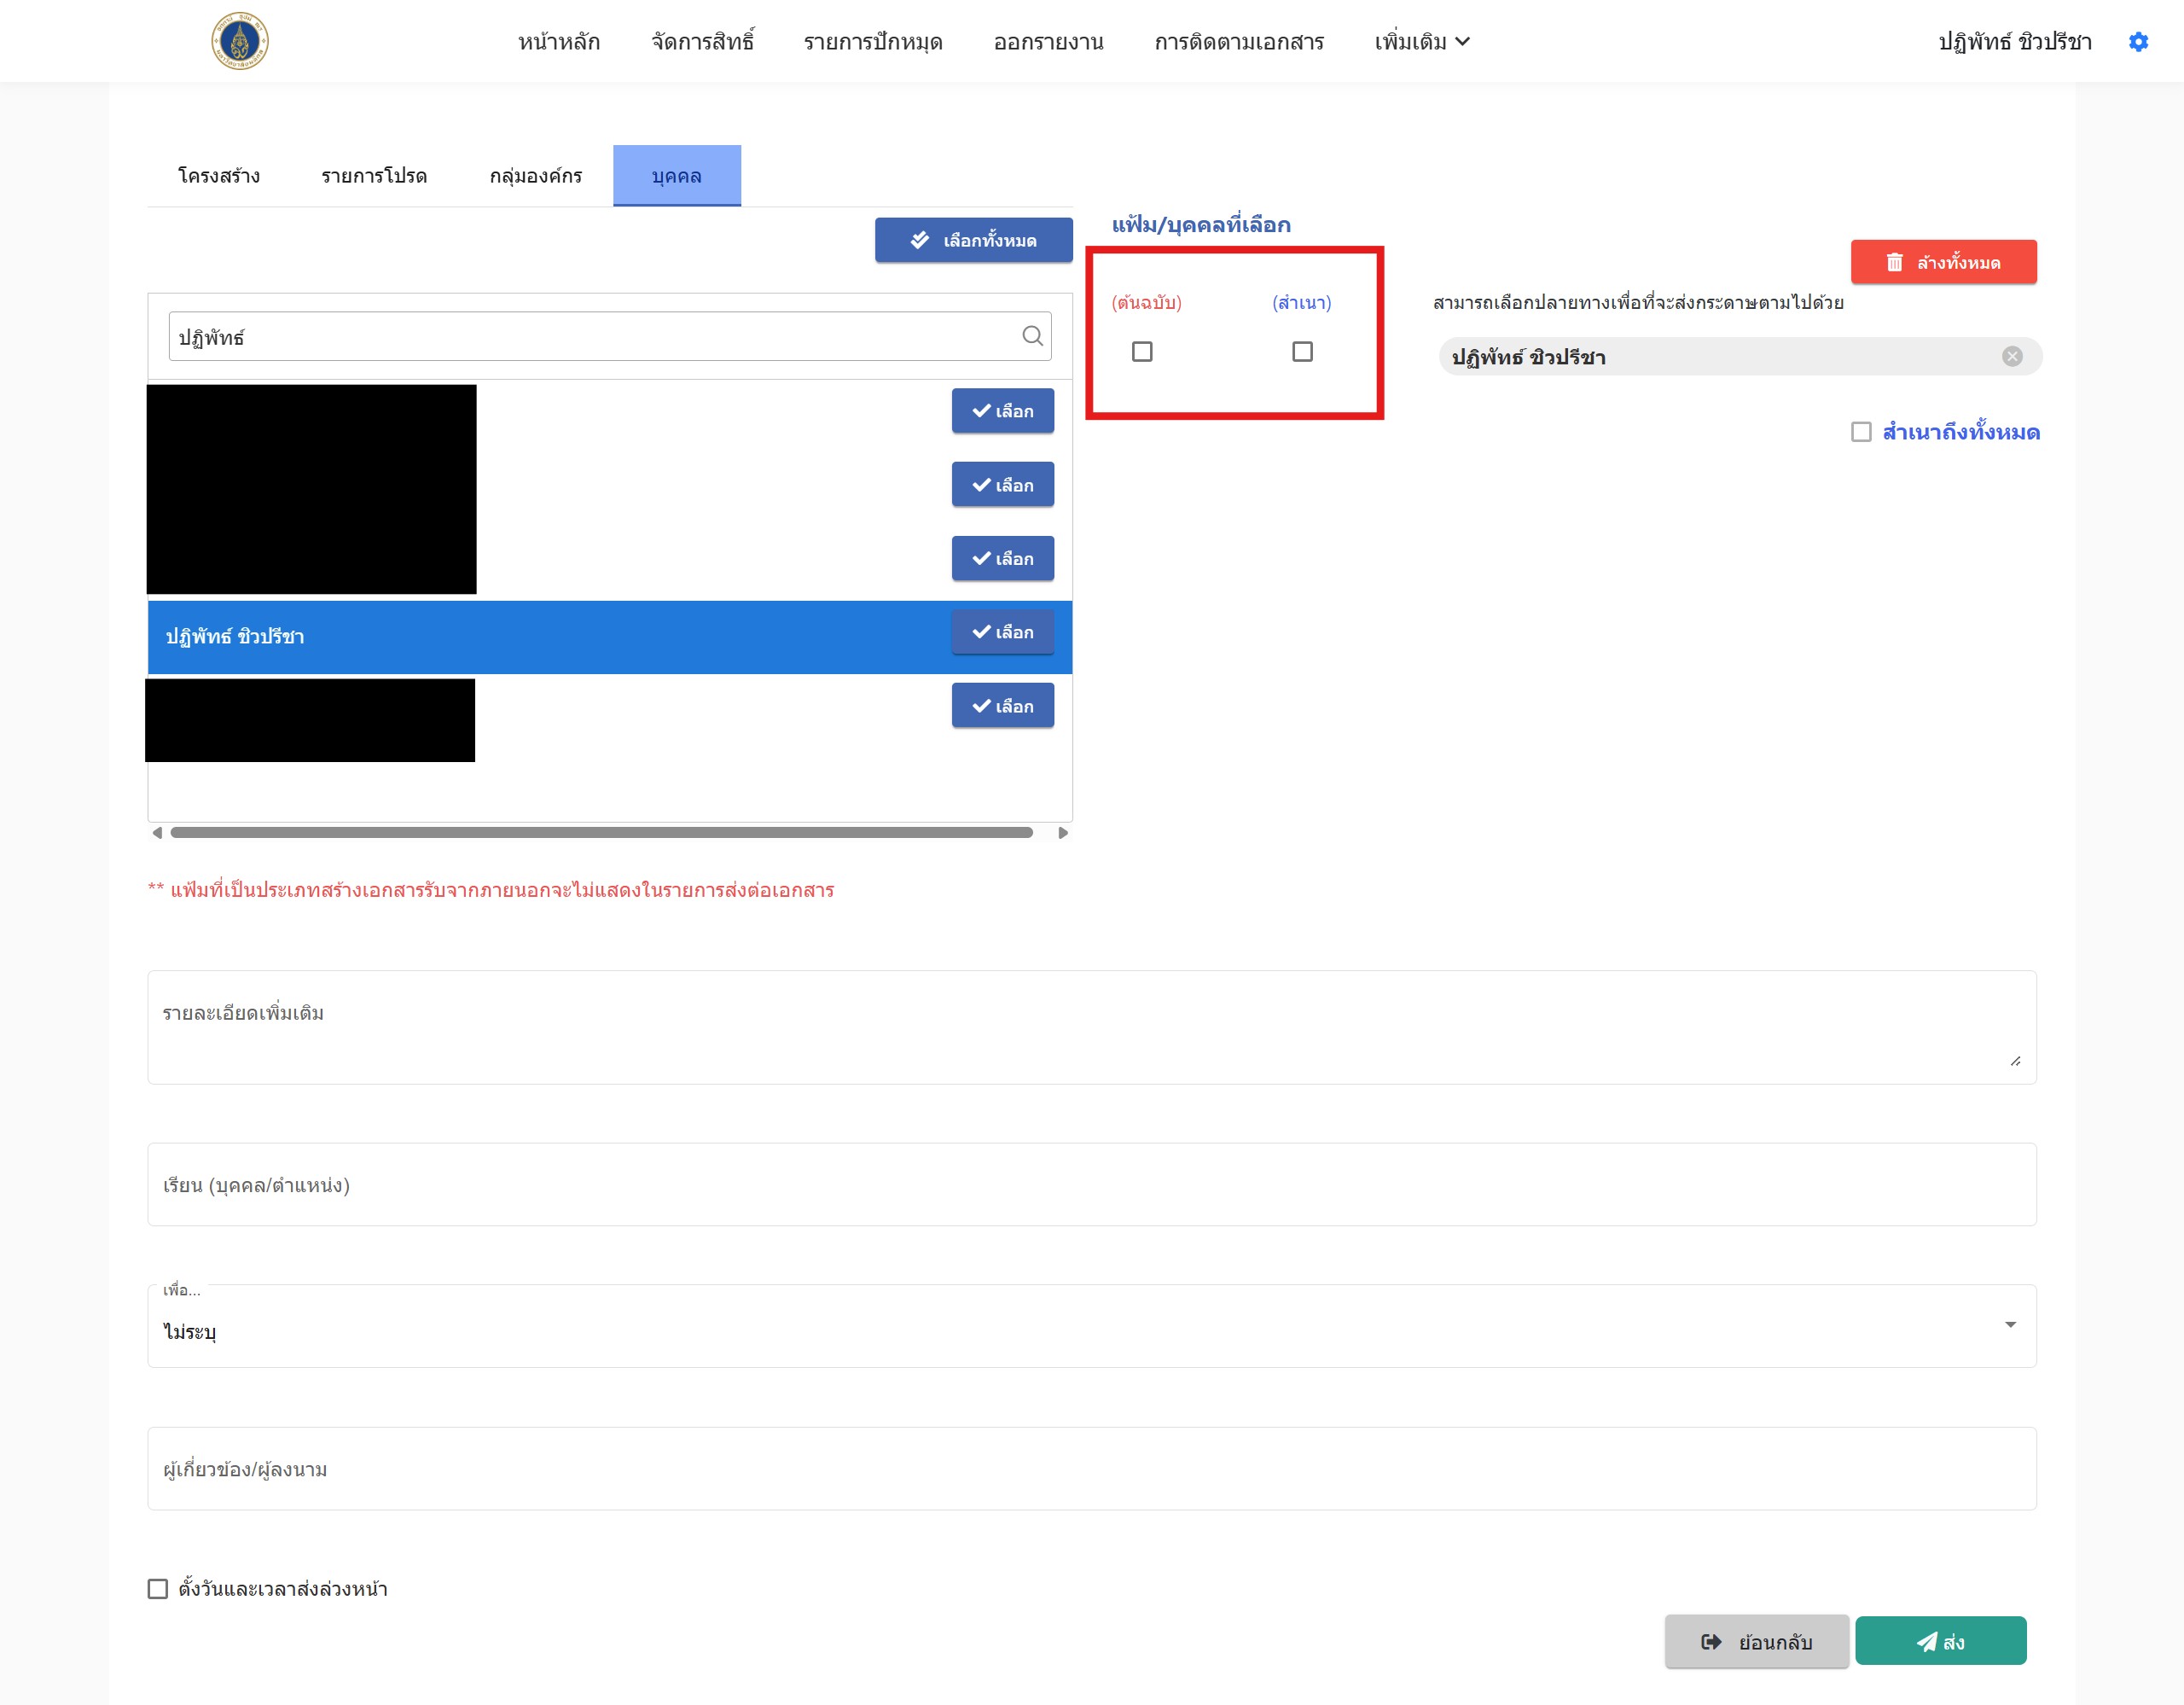 หน้าหลัก จัดการสิทธิ์ รายการปักหมุด ออกรายงาน การติดตามเอกสาร เพิ่มเติม ปฏิพัทธ์ ชิวปรีชา
โครงสร้าง รายการโปรด กลุ่มองค์กร บุคคล
เลือกทั้งหมด
ปฏิพัทธ์
เลือก
เลือก
เลือก
ปฏิพัทธ์ ชิวปรีชา เลือก
เลือก
แฟ้ม/บุคคลที่เลือก
ล้างทั้งหมด
(ต้นฉบับ) (สำเนา) สามารถเลือกปลายทางเพื่อที่จะส่งกระดาษตามไปด้วย
ปฏิพัทธ์ ชิวปรีชา
สำเนาถึงทั้งหมด
** แฟ้มที่เป็นประเภทสร้างเอกสารรับจากภายนอกจะไม่แสดงในรายการส่งต่อเอกสาร
รายละเอียดเพิ่มเติม
เรียน (บุคคล/ตำแหน่ง)
เพื่อ...
ไม่ระบุ
ผู้เกี่ยวข้อง/ผู้ลงนาม
ตั้งวันและเวลาส่งล่วงหน้า
ย้อนกลับ ส่ง